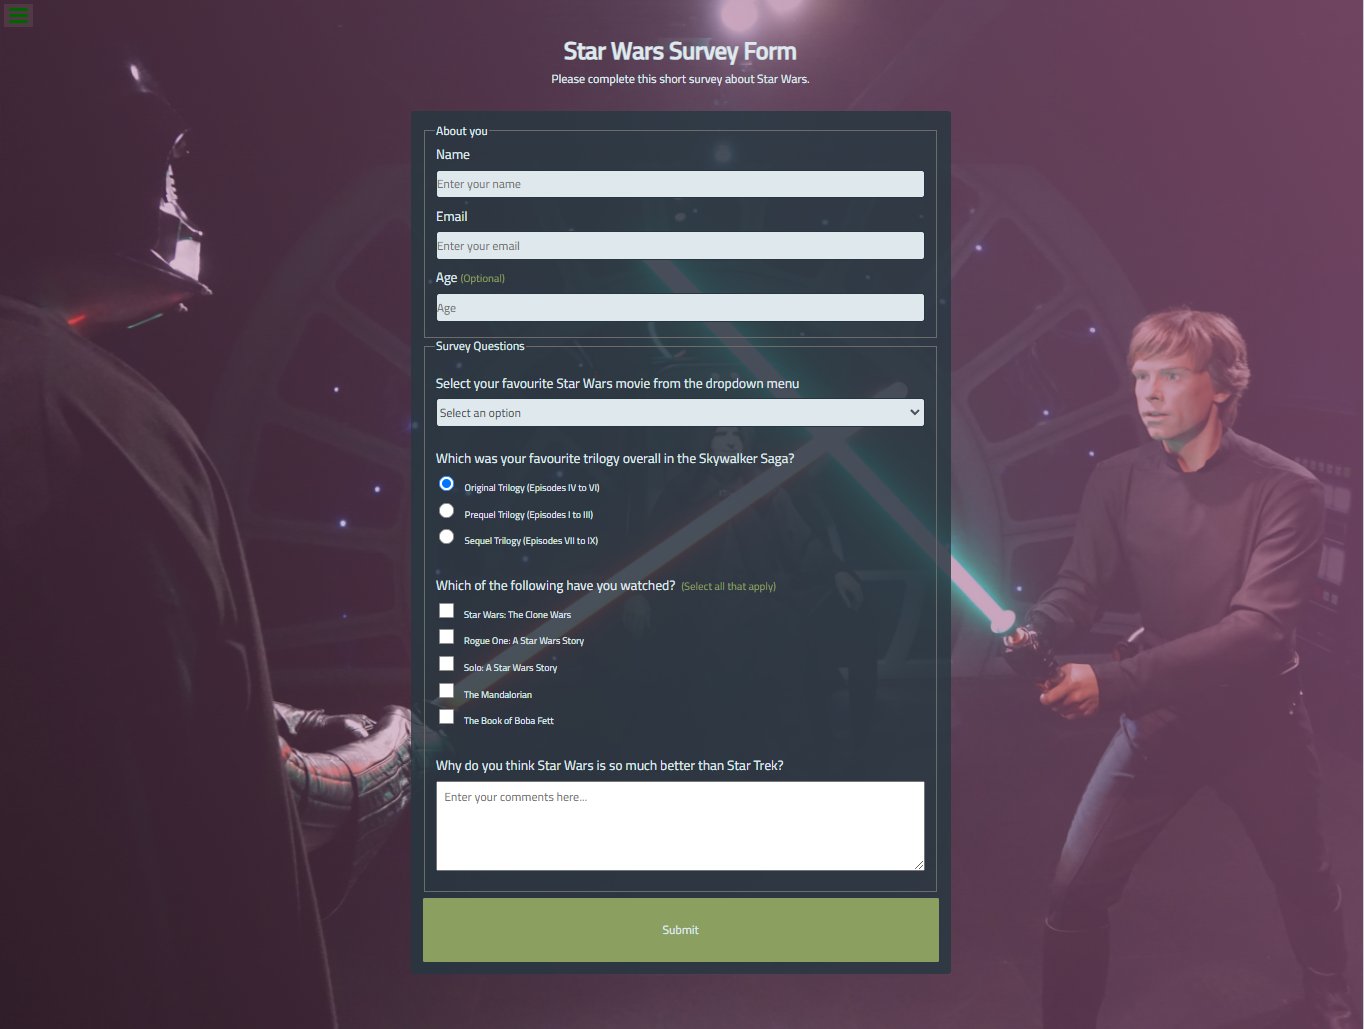 Star Wars Survey Form
Please complete this short survey about Star Wars.
About you
Name
Enter your name
Email
Enter your email
Age (Optional)
Age
Survey Questions
Select your favourite Star Wars movie from the dropdown menu
Select an option
Which was your favourite trilogy overall in the Skywalker Saga?
Original Trilogy (Episodes IV to VI)
Prequel Trilogy (Episodes I to III)
Sequel Trilogy (Episodes VII to IX)
Which of the following have you watched? (Select all that apply)
Star Wars: The Clone Wars
Rogue One: A Star Wars Story
Solo: A Star Wars Story
The Mandalorian
The Book of Boba Fett
Why do you think Star Wars is so much better than Star Trek?
Enter your comments here...
Submit